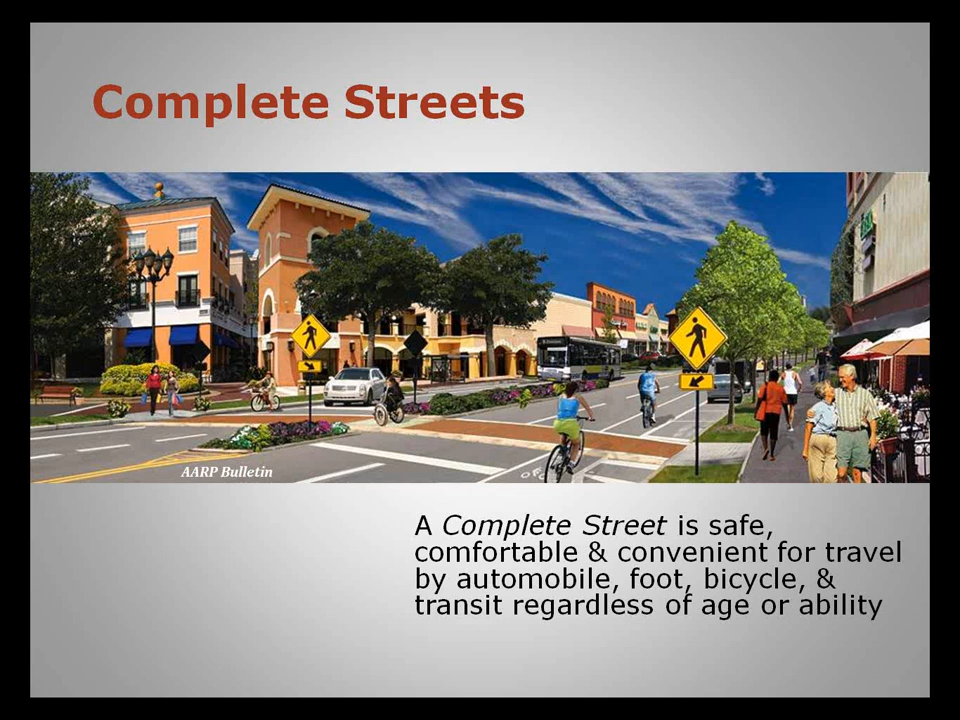 Complete Streets
AARP Bulletin
A Complete Street is safe,
comfortable & convenient for travel
by automobile, foot, bicycle, &
transit regardless of age or ability